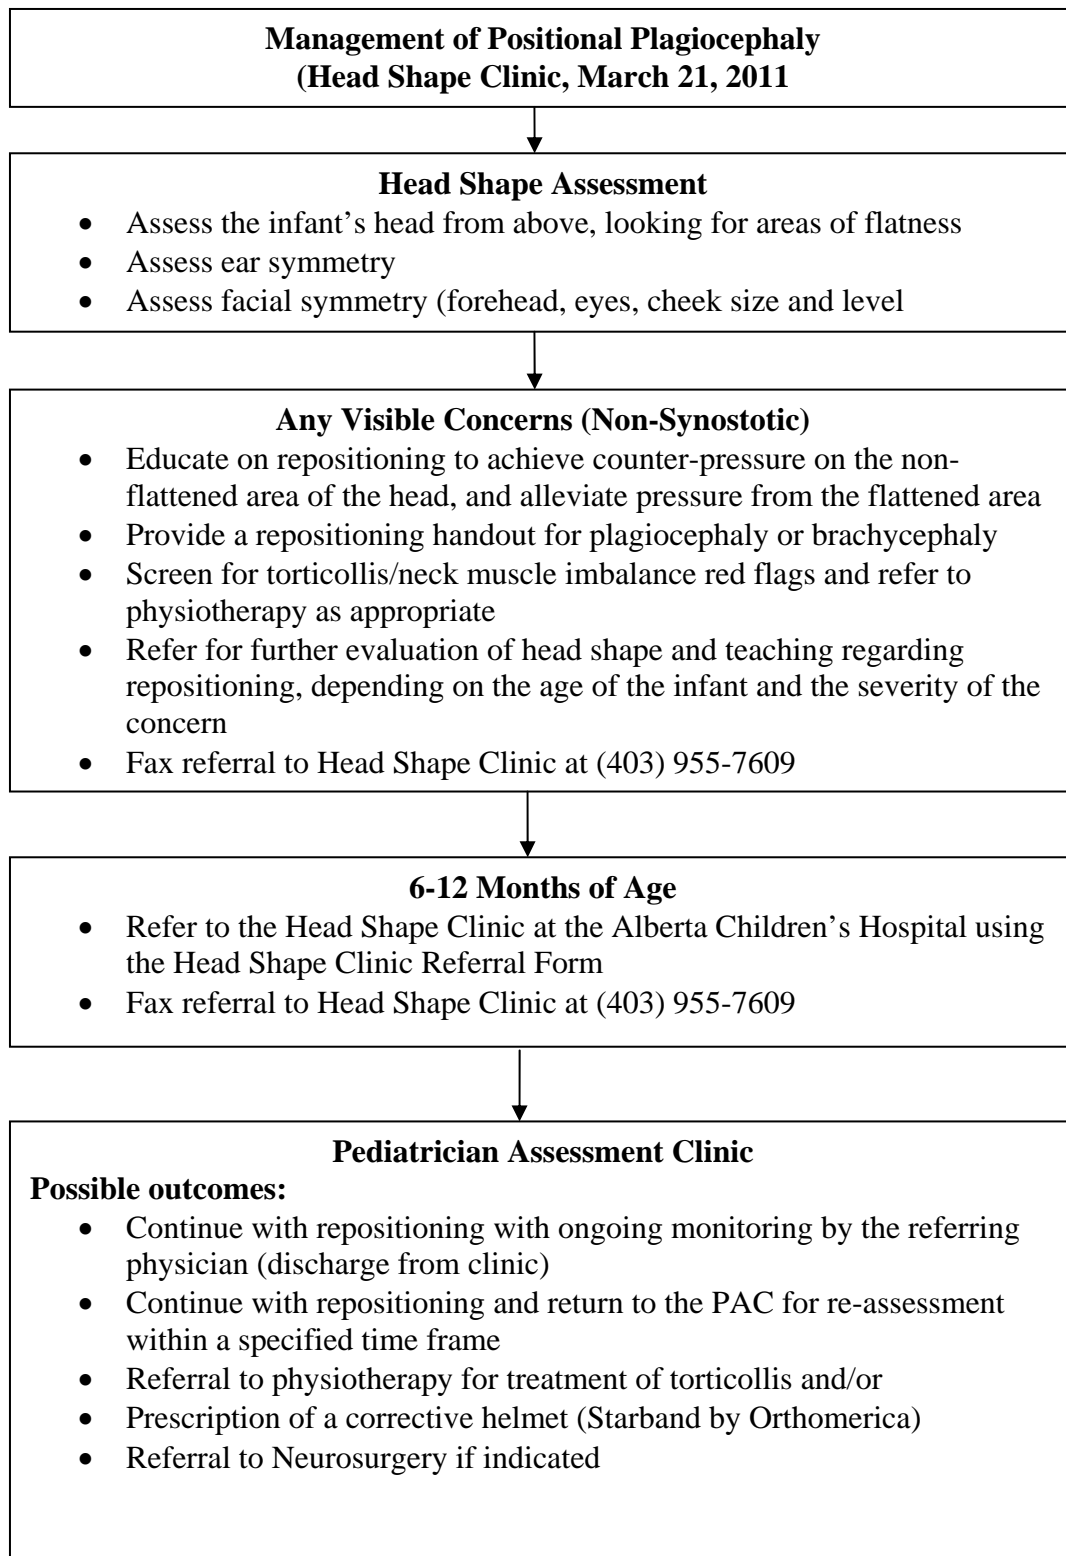 Management of Positional Plagiocephaly
(Head Shape Clinic, March 21, 2011
Head Shape Assessment
• Assess the infant's head from above, looking for areas of flatness
• Assess ear symmetry
• Assess facial symmetry (forehead, eyes, cheek size and level
Any Visible Concerns (Non-Synostotic)
• Educate on repositioning to achieve counter-pressure on the non-
flattened area of the head, and alleviate pressure from the flattened area
• Provide a repositioning handout for plagiocephaly or brachycephaly
• Screen for torticollis/neck muscle imbalance red flags and refer to
physiotherapy as appropriate
• Refer for further evaluation of head shape and teaching regarding
repositioning, depending on the age of the infant and the severity of the
concern
• Fax referral to Head Shape Clinic at (403) 955-7609
6-12 Months of Age
• Refer to the Head Shape Clinic at the Alberta Children's Hospital using
the Head Shape Clinic Referral Form
• Fax referral to Head Shape Clinic at (403) 955-7609
Pediatrician Assessment Clinic
Possible outcomes:
• Continue with repositioning with ongoing monitoring by the referring
physician (discharge from clinic)
• Continue with repositioning and return to the PAC for re-assessment
within a specified time frame
• Referral to physiotherapy for treatment of torticollis and/or
• Prescription of a corrective helmet (Starband by Orthomerica)
• Referral to Neurosurgery if indicated